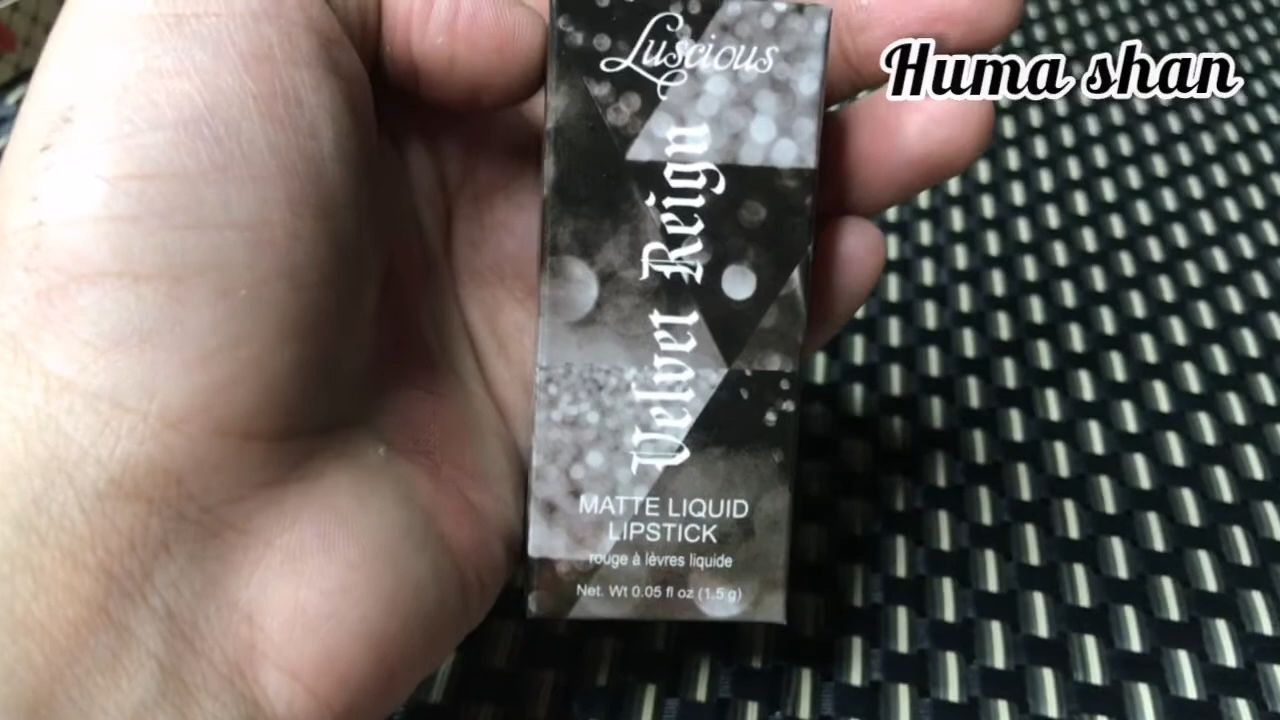 Luscious
Huma shan
Velvet Reign
MATTE LIQUID
LIPSTICK
rouge à lèvres liquide
Net. Wt 0.05 fl oz (1.5 g)